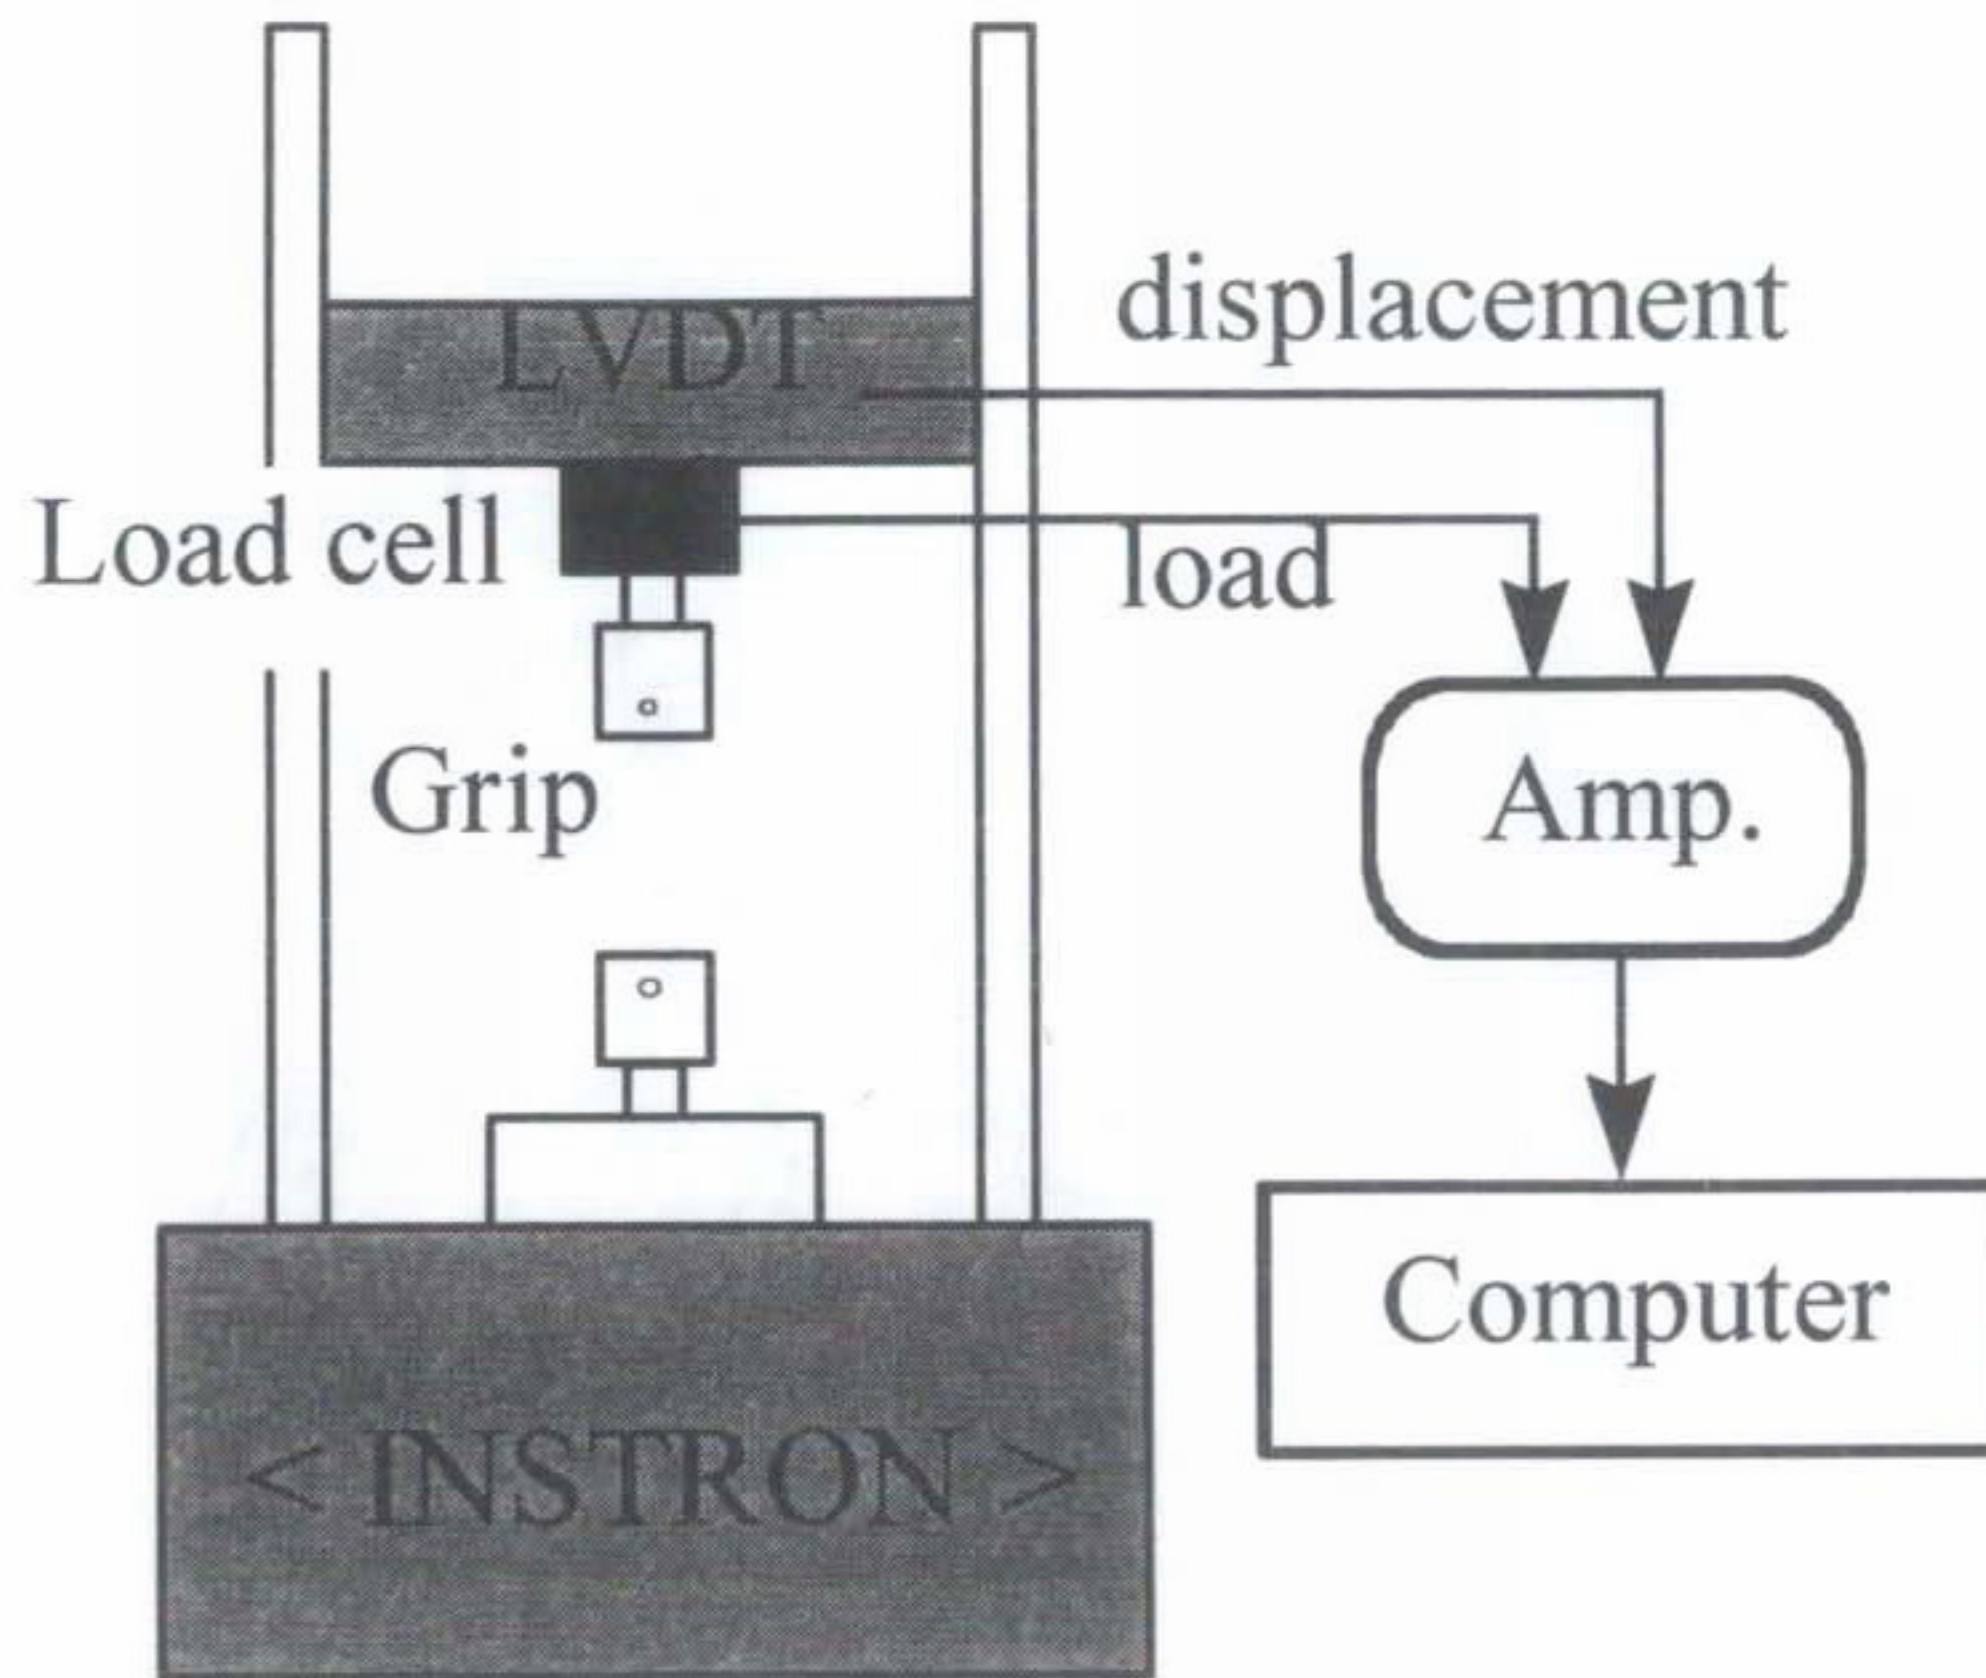 LVDT
displacement
Load cell
load
Grip
Amp.
Computer
< INSTRON >